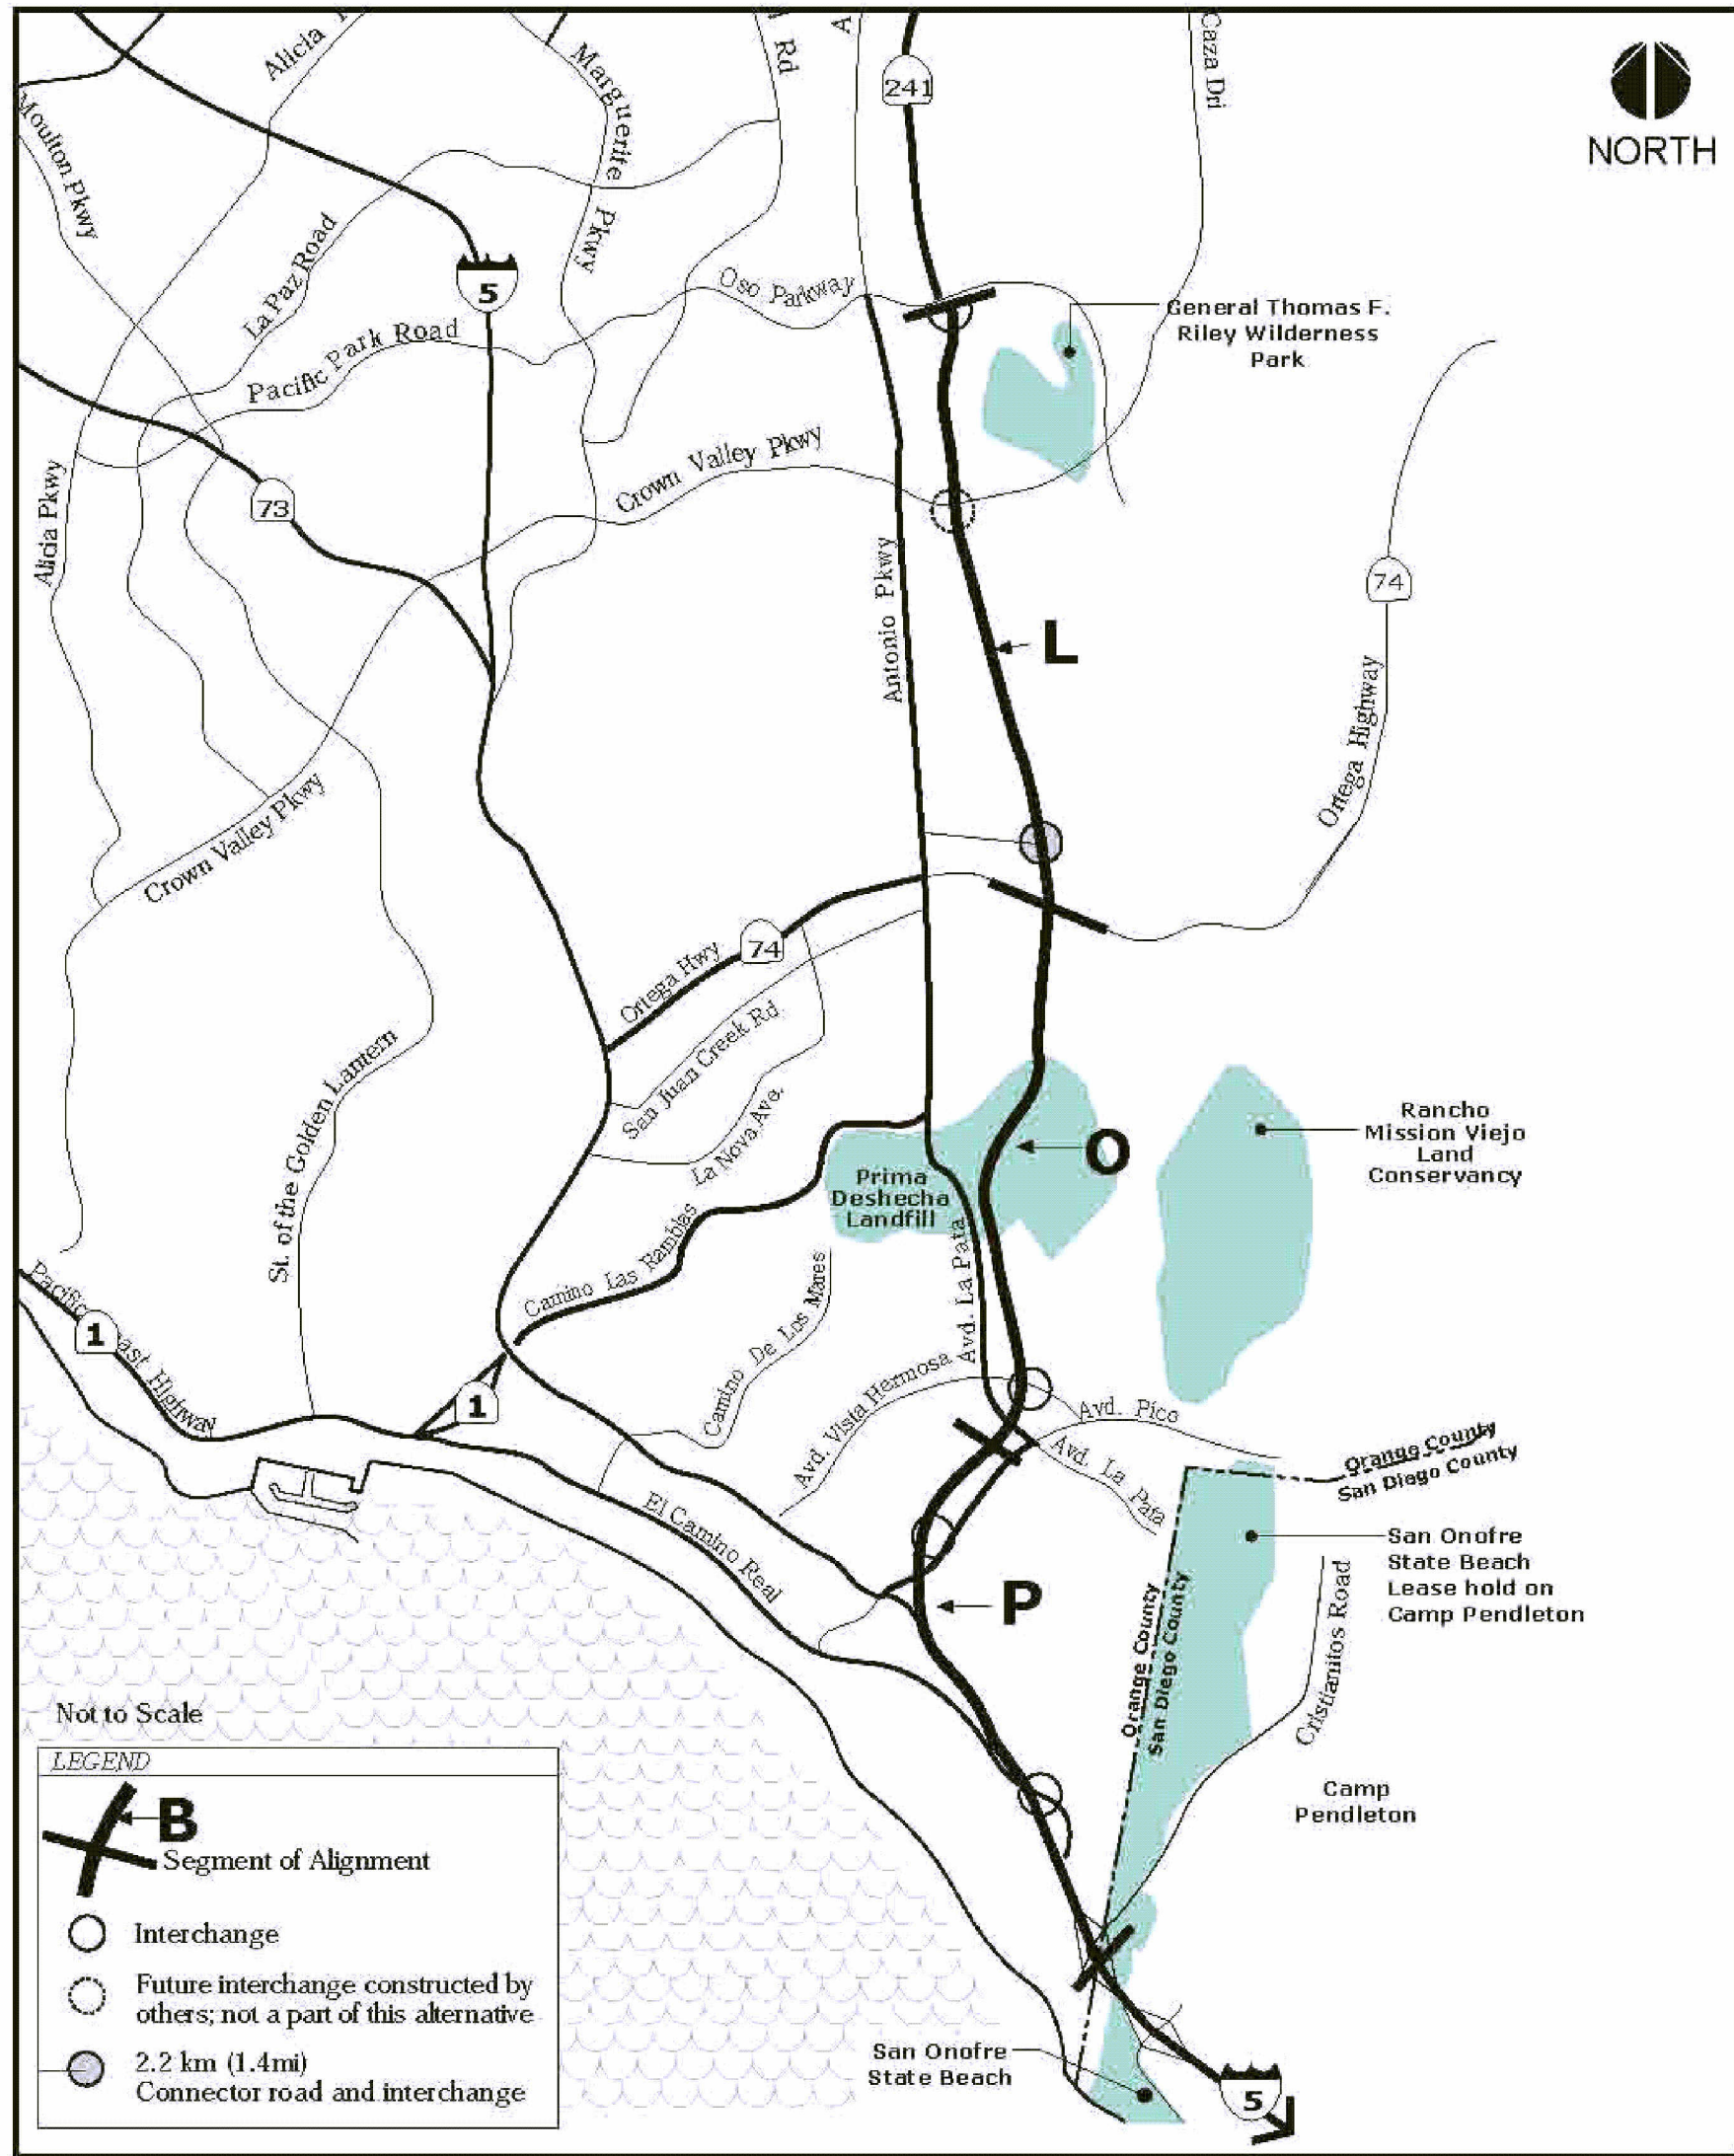 Alicia
Marguerite
Pkwy
Rd
A
241
Caza Dri
NORTH
Moulton Pkwy
La Paz Road
5
Oso Parkway
General Thomas F.
Riley Wilderness
Park
Pacific Park Road
Crown Valley Pkwy
73
Alicia Pkwy
Antonio Pkwy
74
L
Ortega Highway
Crown Valley Pkwy
Ortega Hwy
74
San Juan Creek Rd.
La Nova Ave.
St. of the Golden Lantern
O
Rancho
Mission Viejo
Land
Conservancy
Prima
Deshecha
Landfill
Camino Las Ramblas
Avd. La Pata
Camino De Los Mares
Pacific
1
ast Highway
1
Avd. Vista Hermosa
Avd. Pico
Avd. La Pata
Orange County
San Diego County
El Camino Real
San Onofre
State Beach
Lease hold on
Camp Pendleton
P
Orange County
San Diego County
Cristianitos Road
Camp
Pendleton
Not to Scale
LEGEND
B
Segment of Alignment
Interchange
Future interchange constructed by
others; not a part of this alternative
2.2 km (1.4mi)
Connector road and interchange
San Onofre
State Beach
5